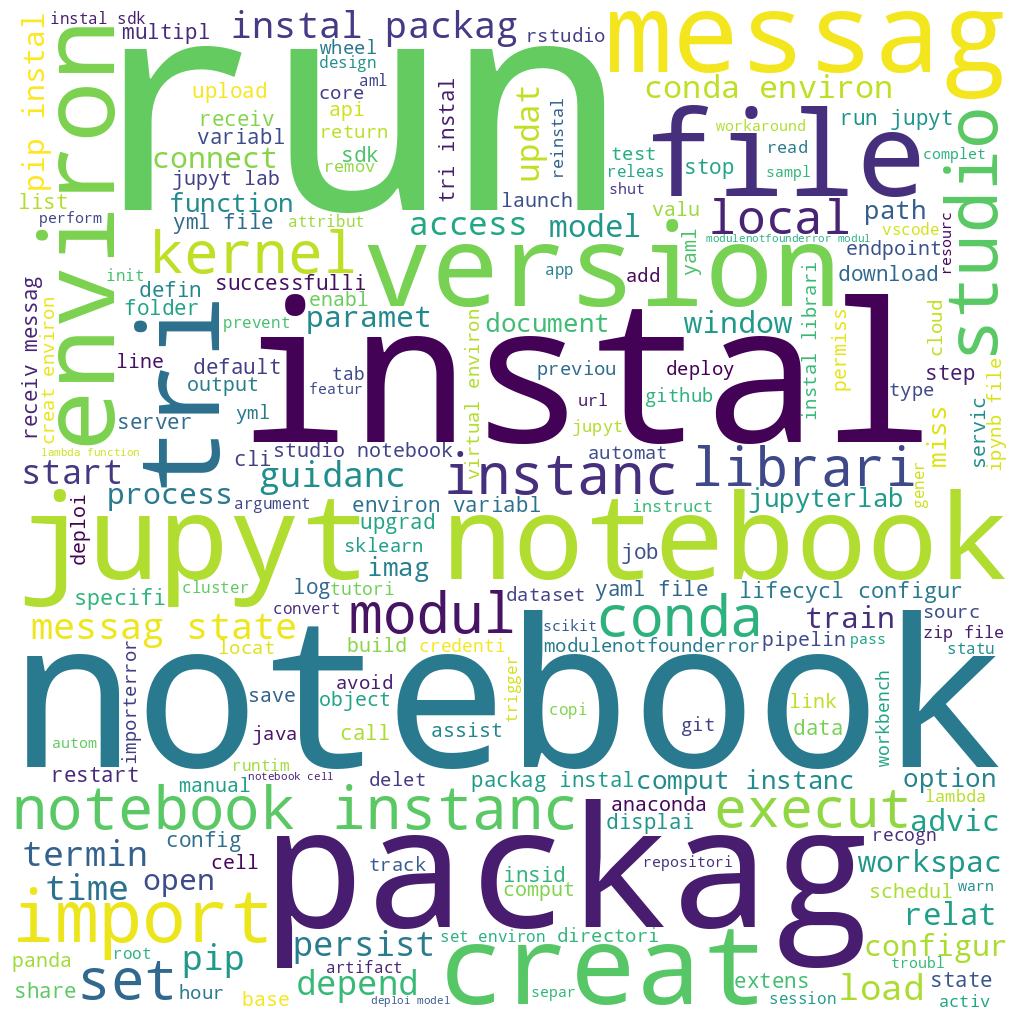 instal sdk
multipl
instal packag
rstudio
messag
run
wheel
design
aml
core
upload
api
receiv
return
variabl
sdk
connect
remov
jupyt lab
function
yml file
attribut
list
perform
pip instal
environ
tri instal
updat
reinstal
conda environ
file
workaround
run jupyt
test
releas
stop
read
sampl
complet
shut
launch
valu
local
path
vscode
resourc
studio
access
model
modulenotfounderror modul
endpoint
yaml
download
kernel
version
app
add
init
successfulli
defin
enabl
folder
prevent
paramet
document
window
instal librari
permiss
cloud
receiv messag
creat environ
tri
instal
line
default
tab
output
featur
previou
deploy
type
step
server
yml
url
github
jupyt
virtual environ
miss
servic
ipynb file
lambda function
cli
studio notebook
automat
start
guidanc
instanc
librari
gener
process
argument
environ variabl
instruct
jupyterlab
deploi
upgrad
jupyt notebook
sklearn
job
imag
cluster
log
tutori
dataset
yaml file
lifecycl configur
specifi
convert
modul
conda
train
sourc
messag state
scikit
zip file
locat
build
credenti
modulenotfounderror
pipelin
pass
statu
importerror
save
avoid
object
notebook
trigger
copi
link
workbench
java
call
assist
git
data
autom
runtim
restart
notebook cell
manual
delet
packag instal
comput instanc
option
notebook instanc
anaconda
execut
lambda
displai
advic
config
recogn
termin
cell
track
packag
insid
repositori
workspac
time
open
comput
schedul
warn
import
relat
persist
set environ
directori
configur
panda
root
pip
artifact
creat
troubl
share
set
hour
base
depend
deploi model
separ
extens
session
load
state
activ